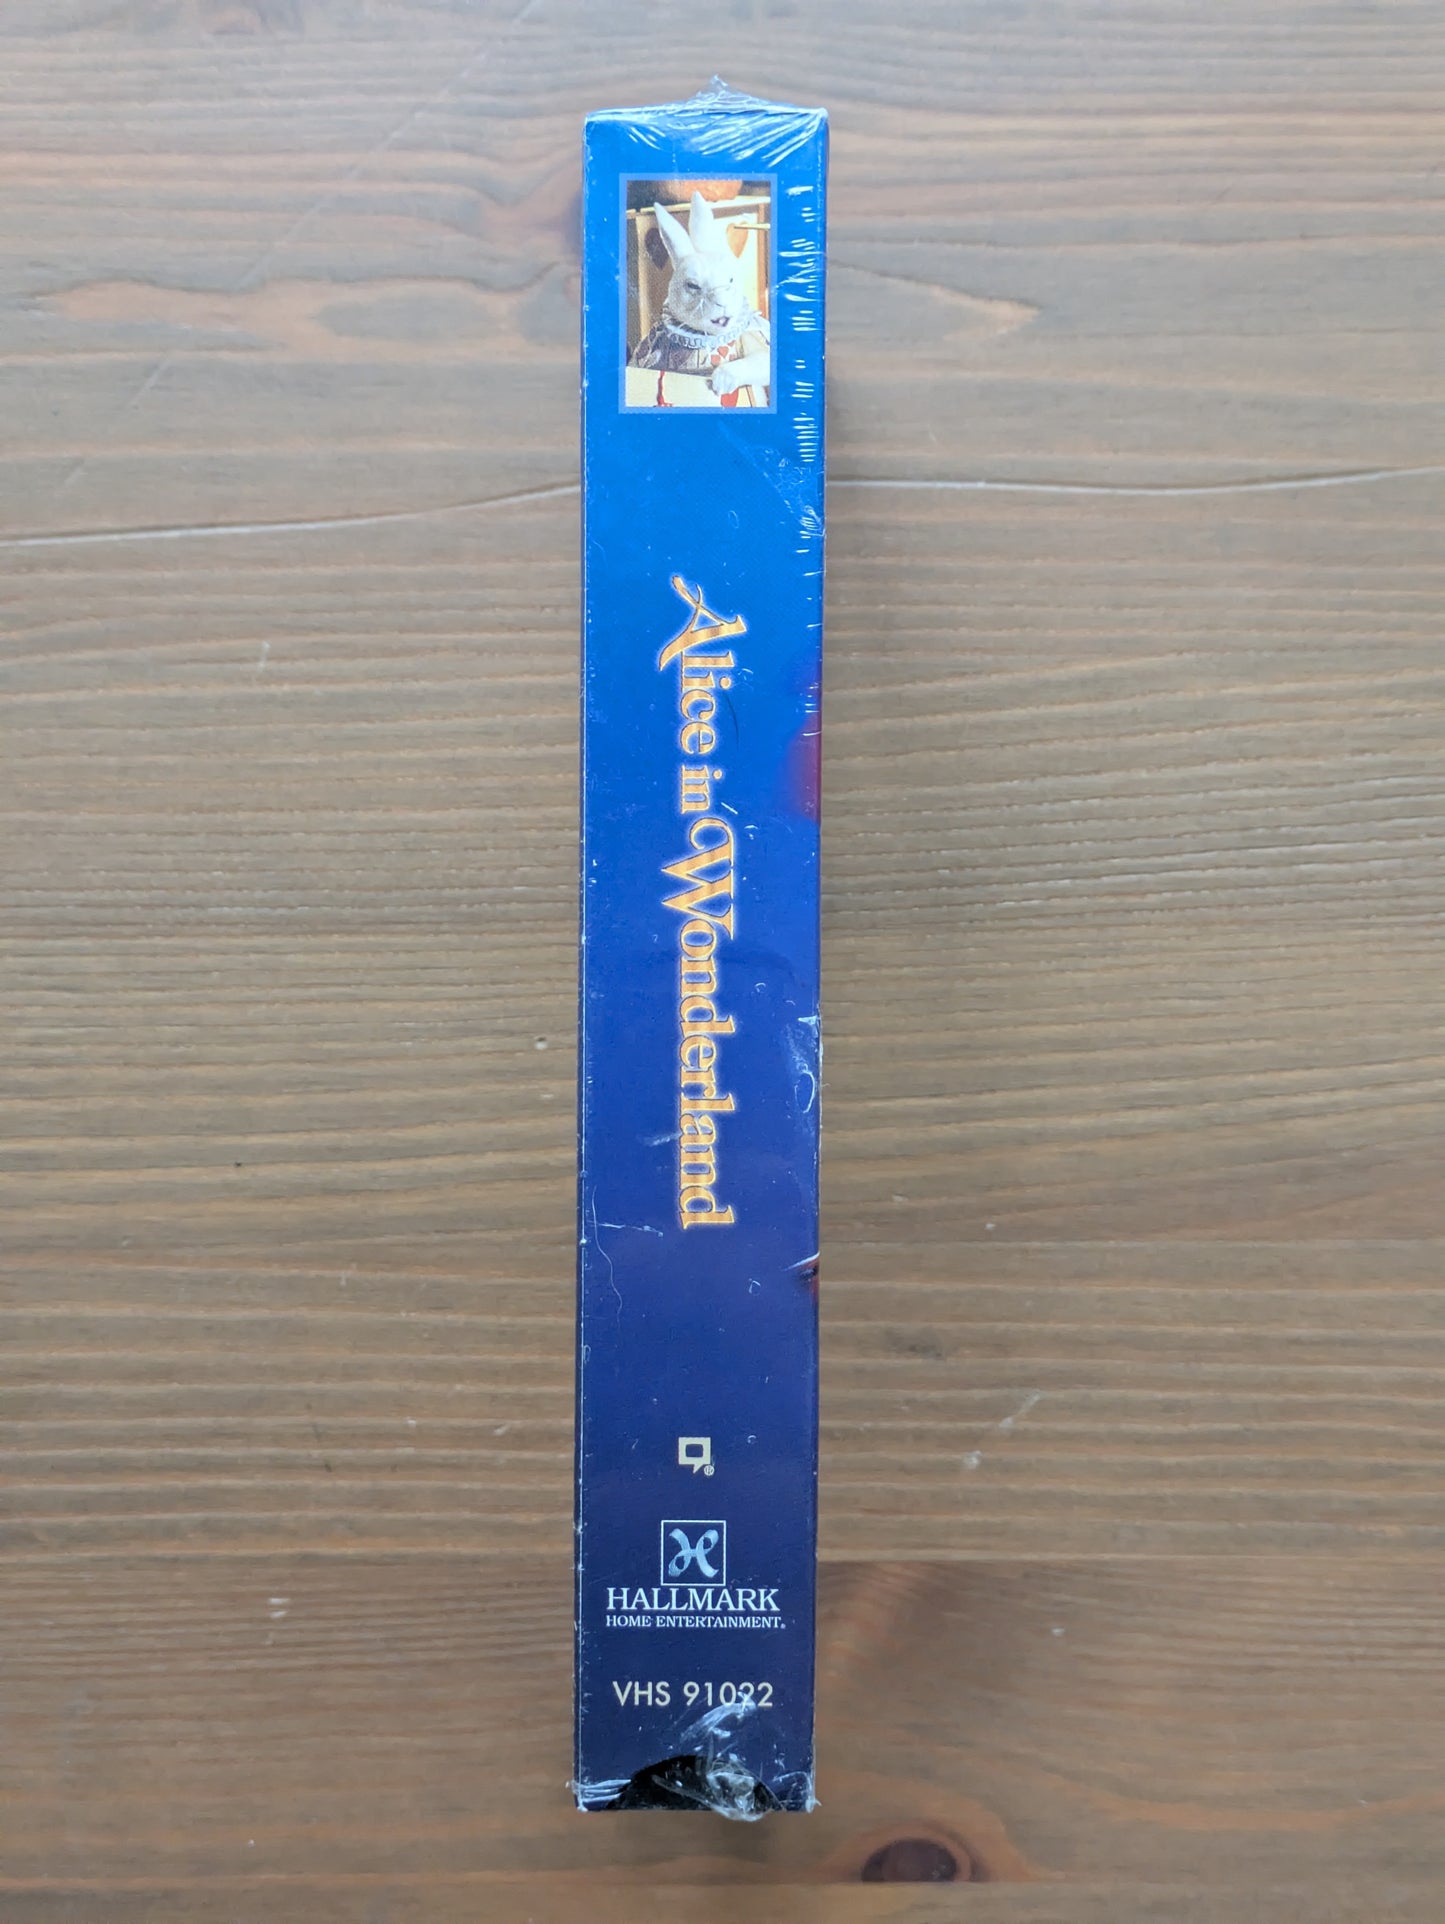 Alice in Wonderland
HALLMARK
HOME ENTERTAINMENT®
VHS 91022